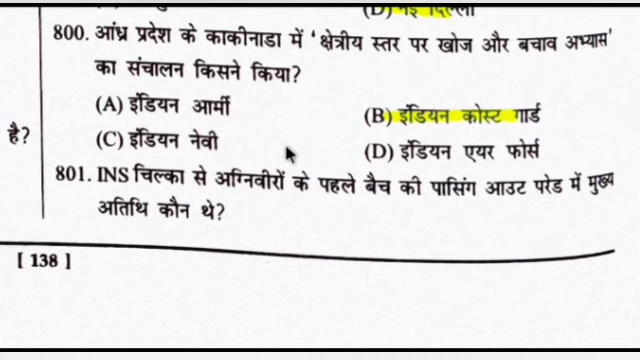 (D) नई दिल्ली
800. आंध्र प्रदेश के काकीनाडा में 'क्षेत्रीय स्तर पर खोज और बचाव अभ्यास'
का संचालन किसने किया?
(A) इंडियन आर्मी
(B) इंडियन कोस्ट गार्ड
है?
(C) इंडियन नेवी
(D) इंडियन एयर फोर्स
801. INS चिल्का से अग्निवीरों के पहले बैच की पासिंग आउट परेड में मुख्य
अतिथि कौन थे?
[ 138 ]